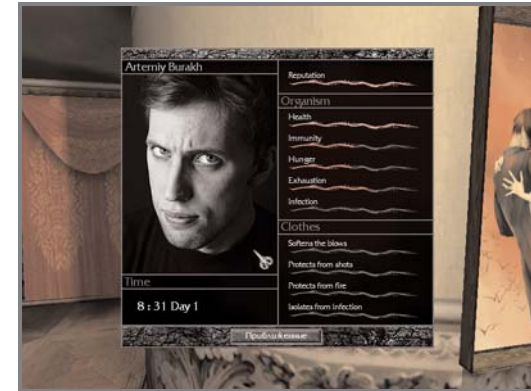 Artemiy Burakh
Reputation
Organism
Health
Immunity
Hunger
Exhaustion
Infection
Clothes
Softens the blows
Protects from shots
Protects from fire
Isolates from infection
Time
8 : 31 Day 1
Приближение